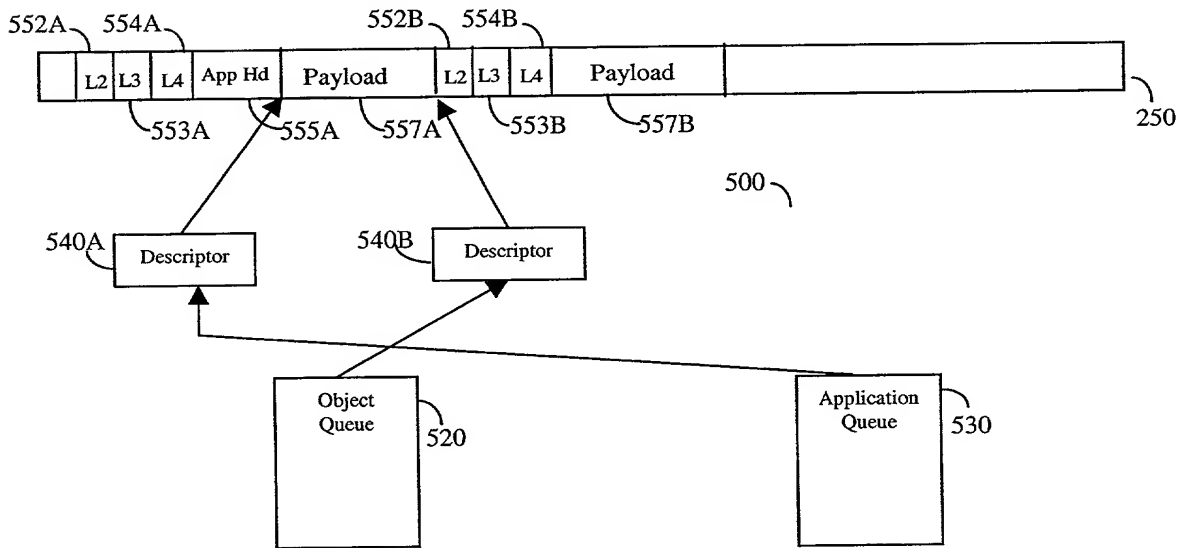 552A 554A 552B 554B
L2 L3 L4 App Hd Payload L2 L3 L4 Payload
250
553A 555A 557A 553B 557B
500
540A Descriptor 540B Descriptor
Object Application
Queue Queue
520 530